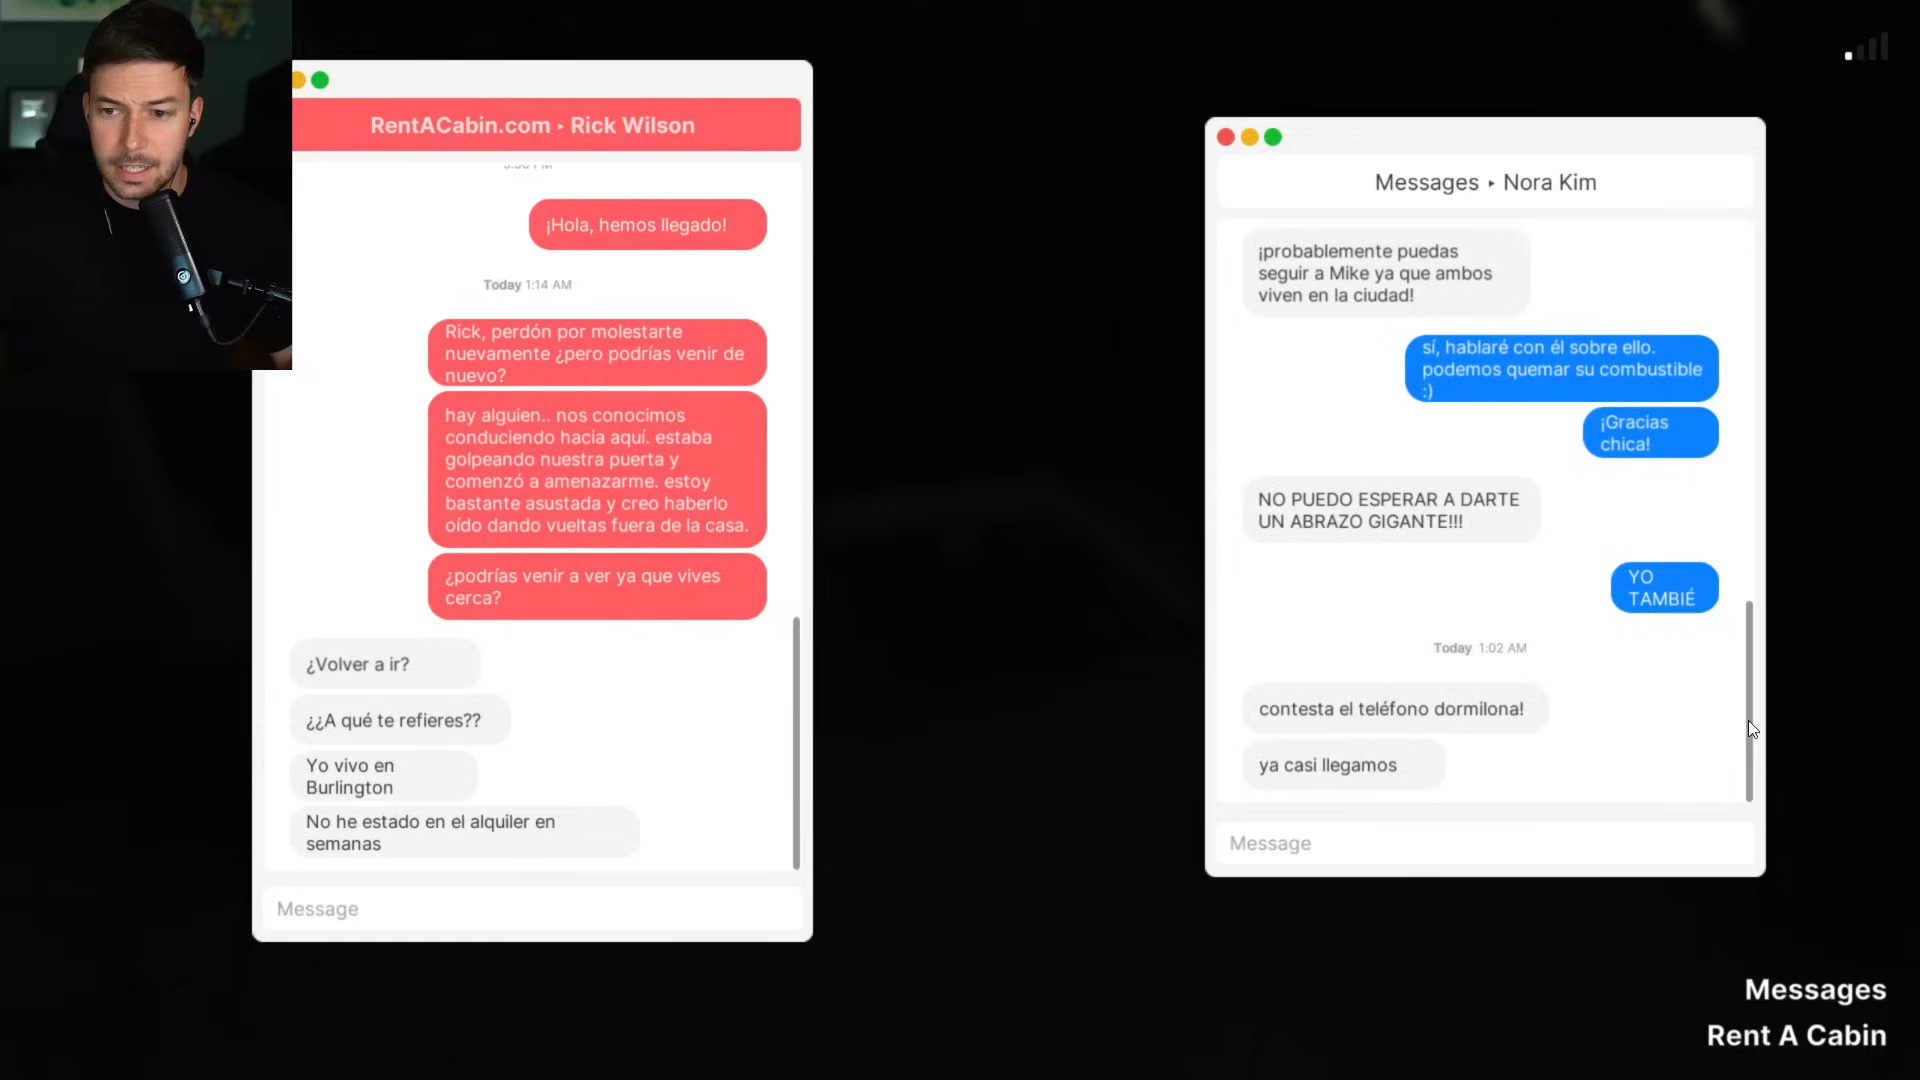 RentACabin.com ▸ Rick Wilson
¡Hola, hemos llegado!
Today 1:14 AM
Rick, perdón por molestarte
nuevamente ¿pero podrías venir de
nuevo?
hay alguien.. nos conocimos
conduciendo hacia aquí. estaba
golpeando nuestra puerta y
comenzó a amenazarme. estoy
bastante asustada y creo haberlo
oído dando vueltas fuera de la casa.
¿podrías venir a ver ya que vives
cerca?
¿Volver a ir?
¿¿A qué te refieres??
Yo vivo en
Burlington
No he estado en el alquiler en
semanas
Message
Messages ▸ Nora Kim
¡probablemente puedas
seguir a Mike ya que ambos
viven en la ciudad!
sí, hablaré con él sobre ello.
podemos quemar su combustible
:)
¡Gracias
chica!
NO PUEDO ESPERAR A DARTE
UN ABRAZO GIGANTE!!!
YO
TAMBIÉ
Today 1:02 AM
contesta el teléfono dormilona!
ya casi llegamos
Message
Messages
Rent A Cabin